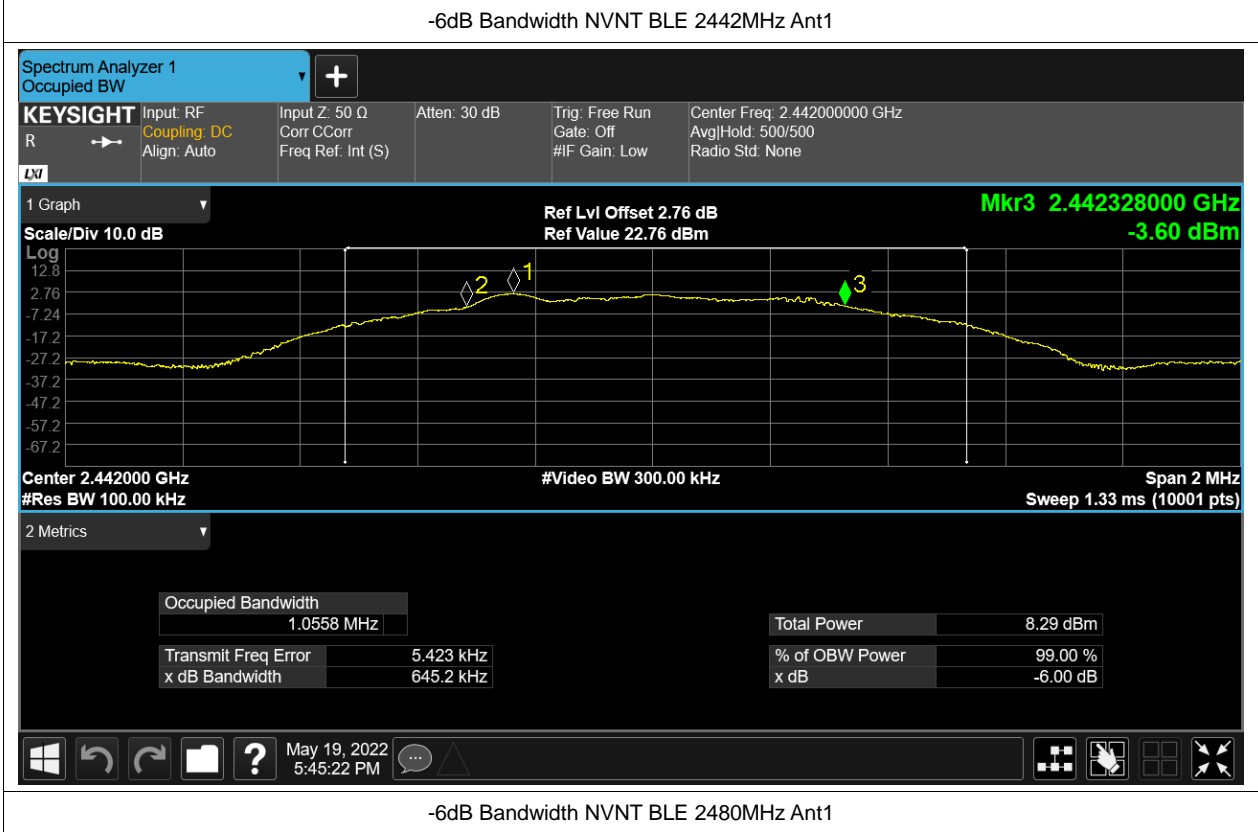 -6dB Bandwidth NVNT BLE 2442MHz Ant1
Spectrum Analyzer 1
Occupied BW
KEYSIGHT
R
LXI
Input: RF
Coupling: DC
Align: Auto
Input Z: 50 Ω
Corr CCorr
Freq Ref: Int (S)
Atten: 30 dB
Trig: Free Run
Gate: Off
#IF Gain: Low
Center Freq: 2.442000000 GHz
Avg|Hold: 500/500
Radio Std: None
1 Graph
Scale/Div 10.0 dB
Ref Lvl Offset 2.76 dB
Ref Value 22.76 dBm
Mkr3 2.442328000 GHz
-3.60 dBm
Log
12.8
2.76
-7.24
-17.2
-27.2
-37.2
-47.2
-57.2
-67.2
2
1
3
Center 2.442000 GHz
#Res BW 100.00 kHz
#Video BW 300.00 kHz
Span 2 MHz
Sweep 1.33 ms (10001 pts)
2 Metrics
Occupied Bandwidth
1.0558 MHz
Transmit Freq Error 5.423 kHz
x dB Bandwidth 645.2 kHz
Total Power 8.29 dBm
% of OBW Power 99.00 %
x dB -6.00 dB
?
May 19, 2022
5:45:22 PM
-6dB Bandwidth NVNT BLE 2480MHz Ant1